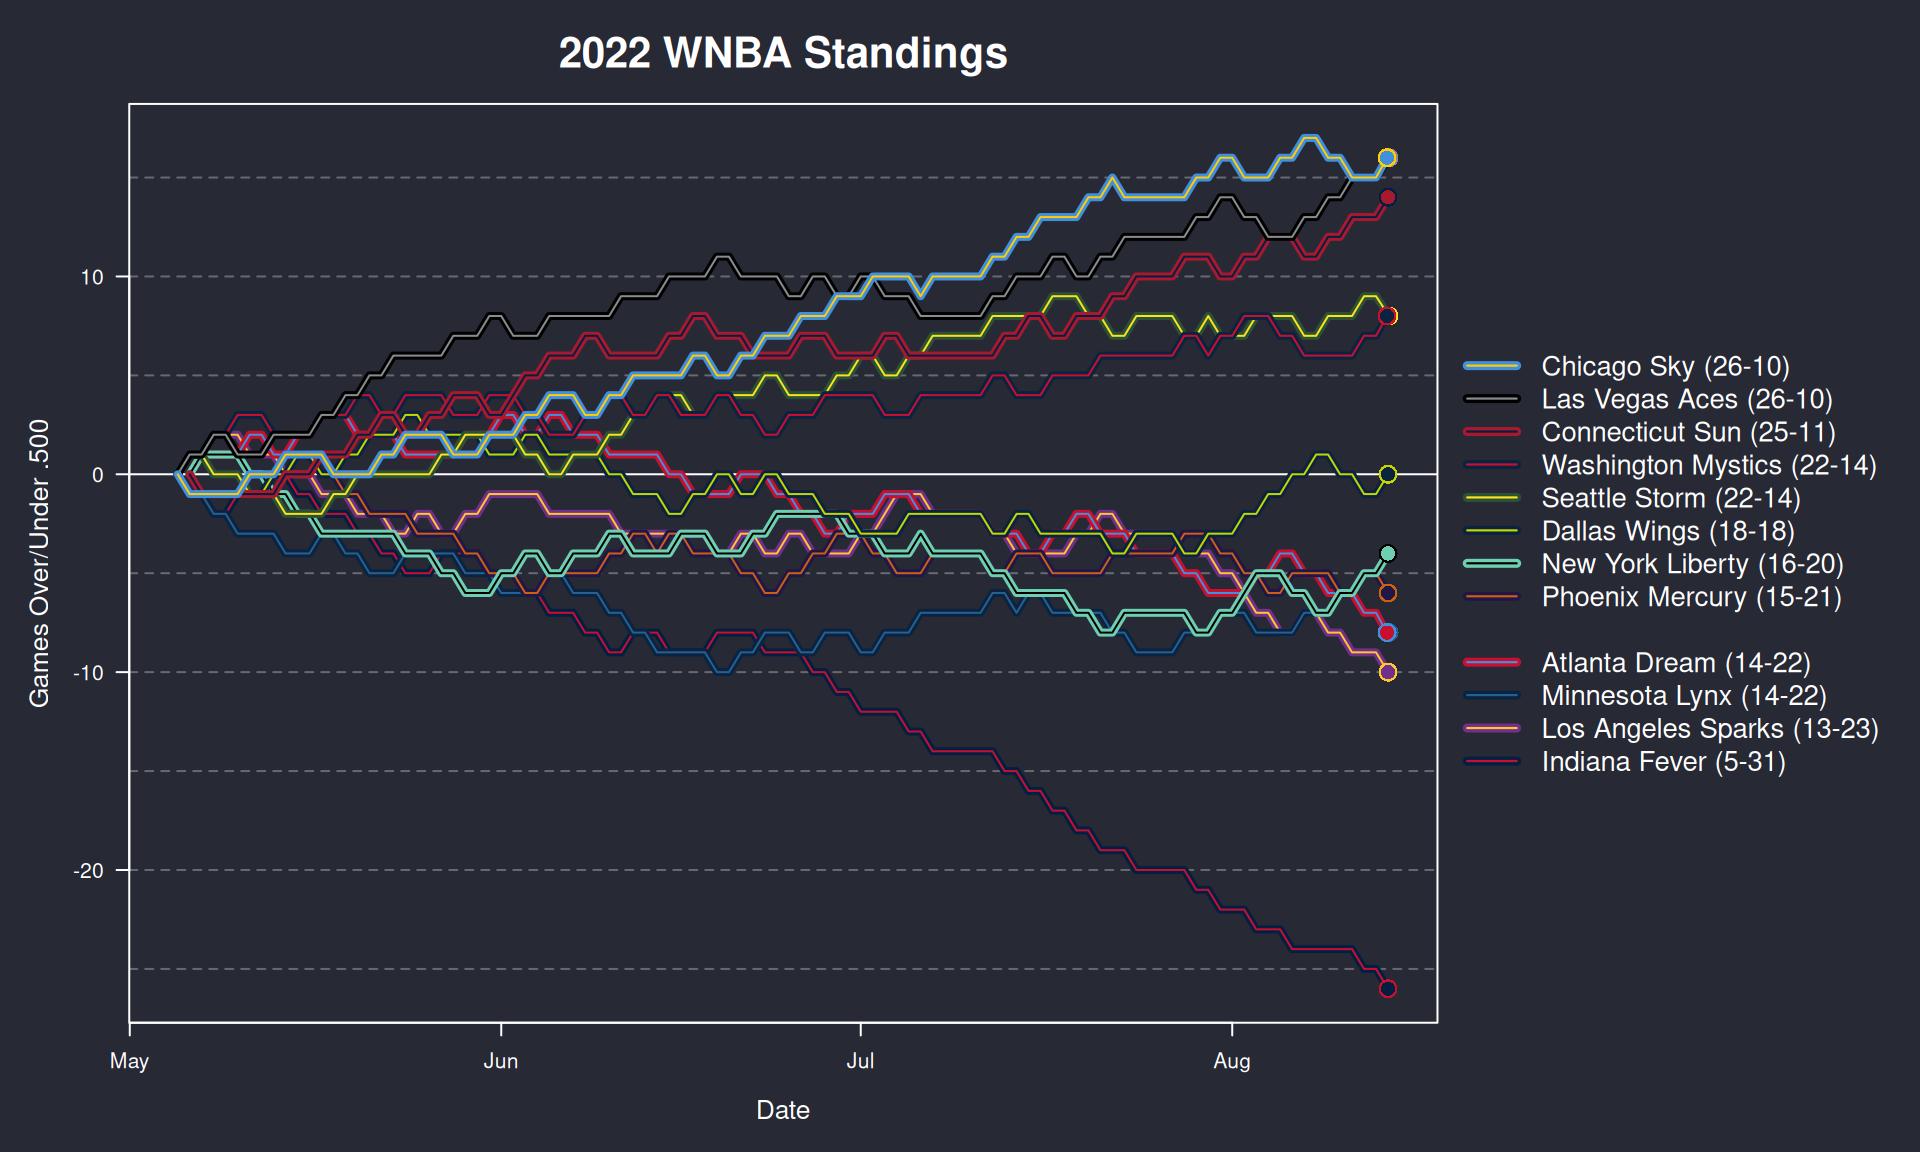 2022 WNBA Standings
Games Over/Under .500
10
0
-10
-20
May
Jun
Jul
Aug
Date
Chicago Sky (26-10)
Las Vegas Aces (26-10)
Connecticut Sun (25-11)
Washington Mystics (22-14)
Seattle Storm (22-14)
Dallas Wings (18-18)
New York Liberty (16-20)
Phoenix Mercury (15-21)
Atlanta Dream (14-22)
Minnesota Lynx (14-22)
Los Angeles Sparks (13-23)
Indiana Fever (5-31)